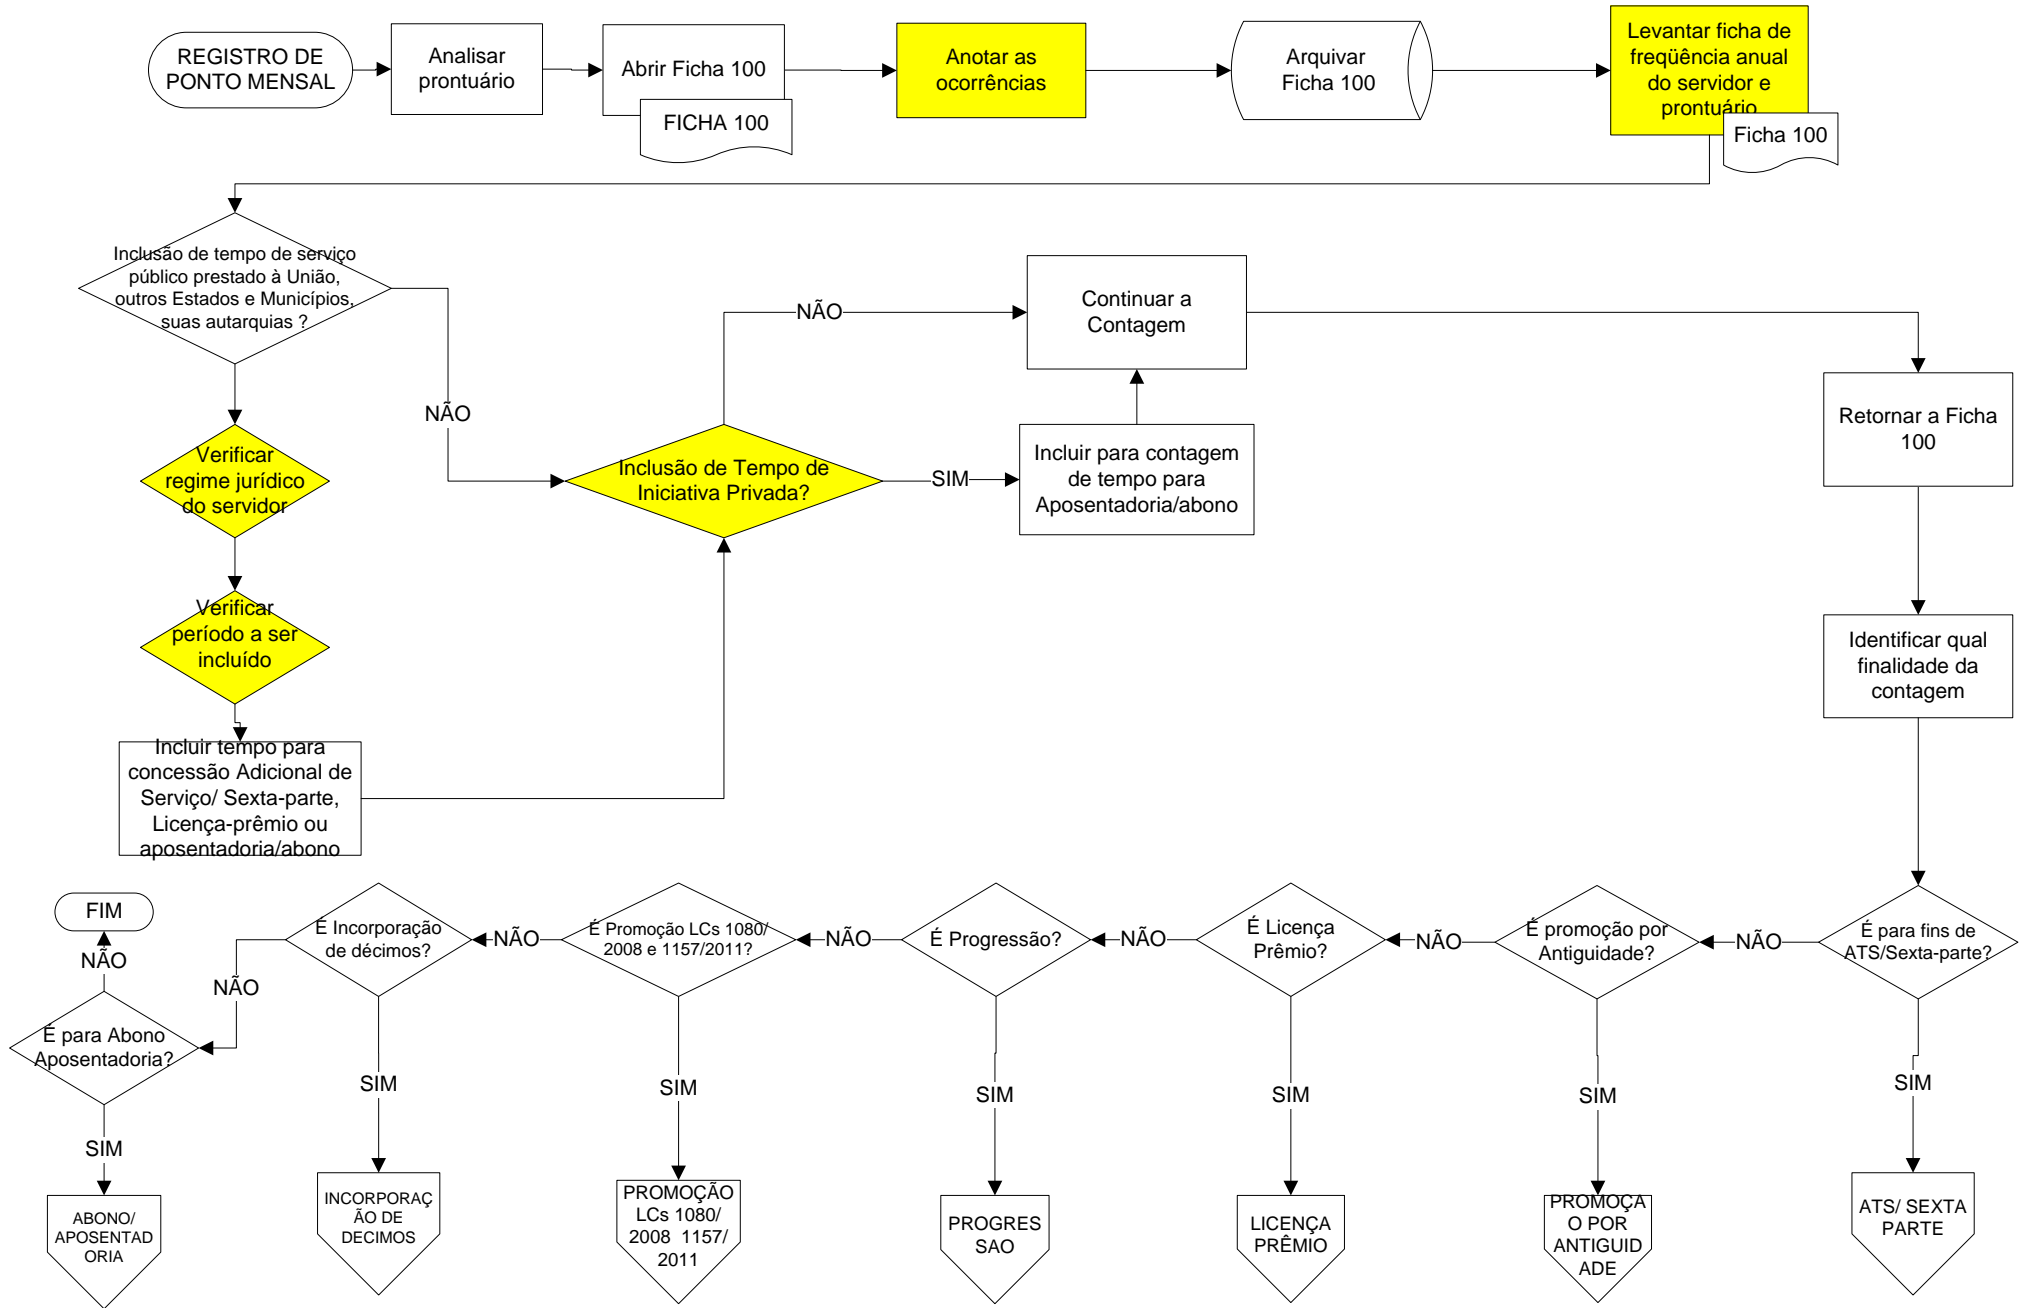 REGISTRO DE
PONTO MENSAL
Analisar
prontuário
Abrir Ficha 100
FICHA 100
Anotar as
ocorrências
Arquivar
Ficha 100
Levantar ficha de
freqüência anual
do servidor e
prontuário
Ficha 100
Inclusão de tempo de serviço
público prestado à União,
outros Estados e Municípios,
suas autarquias ?
NÃO
Verificar
regime jurídico
do servidor
Verificar
período a ser
incluído
Incluir tempo para
concessão Adicional de
Serviço/ Sexta-parte,
Licença-prêmio ou
aposentadoria/abono
Inclusão de Tempo de
Iniciativa Privada?
NÃO
SIM
Incluir para contagem
de tempo para
Aposentadoria/abono
Continuar a
Contagem
Retornar a Ficha
100
Identificar qual
finalidade da
contagem
É para fins de
ATS/Sexta-parte?
NÃO
SIM
ATS/ SEXTA
PARTE
É promoção por
Antiguidade?
NÃO
SIM
PROMOÇA
O POR
ANTIGUID
ADE
É Licença
Prêmio?
NÃO
SIM
LICENÇA
PRÊMIO
É Progressão?
NÃO
SIM
PROGRES
SAO
É Promoção LCs 1080/
2008 e 1157/2011?
NÃO
SIM
PROMOÇÃO
LCs 1080/
2008 1157/
2011
É Incorporação
de décimos?
NÃO
SIM
INCORPORAÇ
ÃO DE
DECIMOS
É para Abono
Aposentadoria?
NÃO
FIM
SIM
ABONO/
APOSENTAD
ORIA